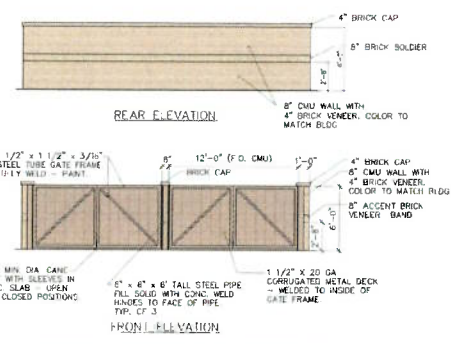 4" BRICK CAP
8" BRICK SOLDIER
2'-8"
REAR ELEVATION
8" CMU WALL WITH
4" BRICK VENEER, COLOR TO
MATCH BLDG
1/2" x 1 1/2" x 3/16"
STEEL TUBE GATE FRAME
WELD - PAINT.
8"
12'-0" (F.O. CMU)
1'-0"
BRICK CAP
4" BRICK CAP
8" CMU WALL WITH
4" BRICK VENEER,
COLOR TO MATCH BLDG
8" ACCENT BRICK
VENEER BAND
2'-8"
6'-0"
MIN DIA CANE
WITH SLEEVES IN
SLAB - OPEN
CLOSED POSITIONS
6" x 6" x 6' TALL STEEL PIPE
FILL SOLID WITH CONC. WELD
HINGES TO FACE OF PIPE
TYP. OF 3
1 1/2" X 20 GA
CORRUGATED METAL DECK
- WELDED TO INSIDE OF
GATE FRAME
FRONT ELEVATION